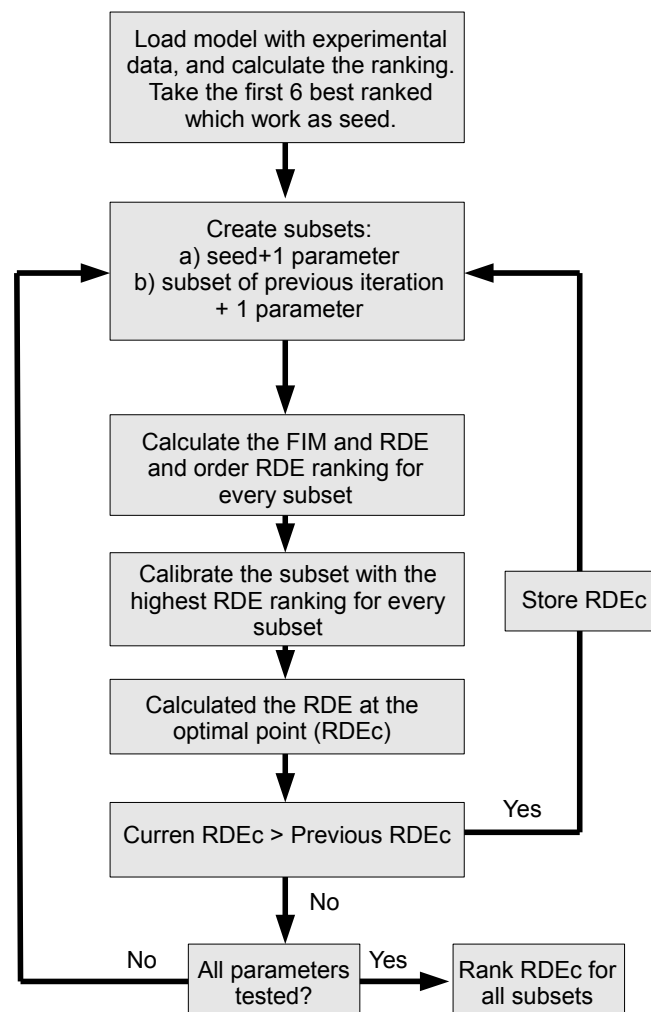 Load model with experimental
data, and calculate the ranking.
Take the first 6 best ranked
which work as seed.
Create subsets:
a) seed+1 parameter
b) subset of previous iteration
+ 1 parameter
Calculate the FIM and RDE
and order RDE ranking for
every subset
Calibrate the subset with the
highest RDE ranking for every
subset
Store RDEc
Calculated the RDE at the
optimal point (RDEc)
Curren RDEc > Previous RDEc
Yes
No
All parameters
tested?
No
Yes
Rank RDEc for
all subsets